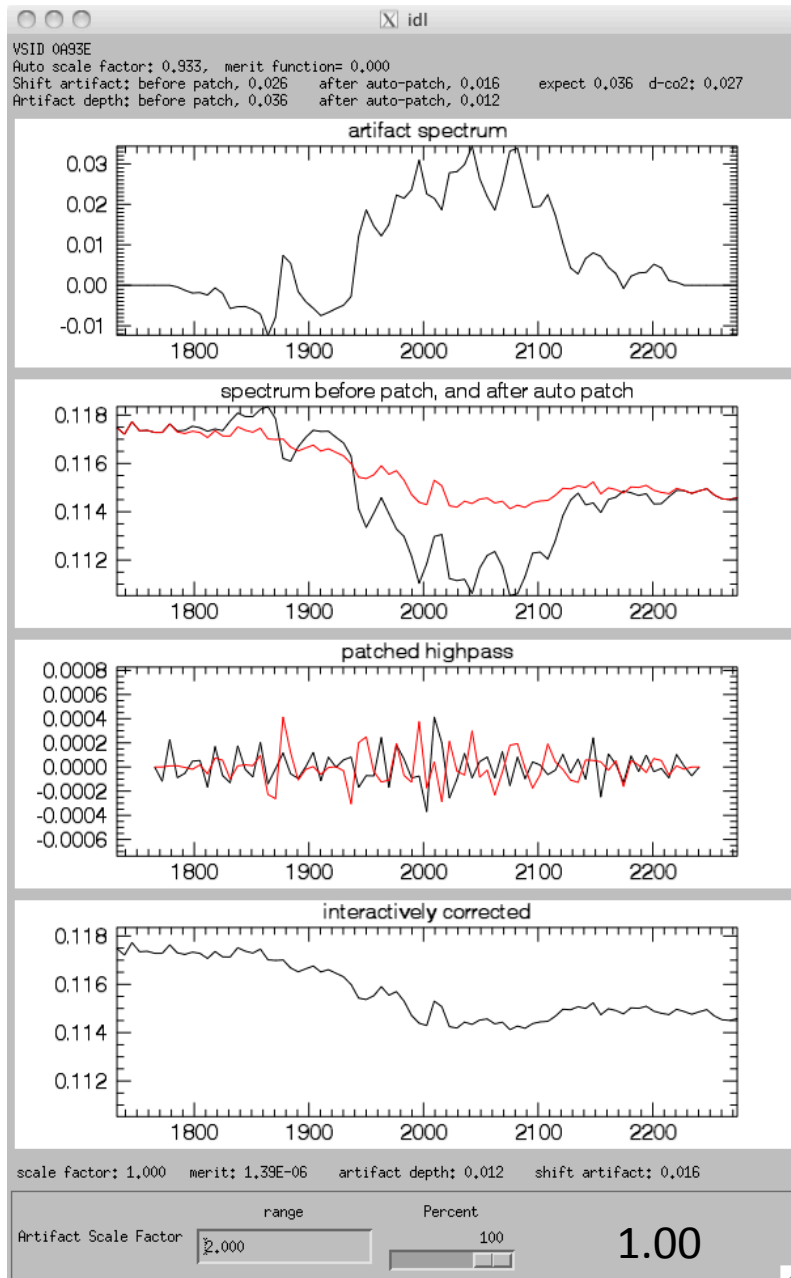 idl
VSID 0A93E
Auto scale factor: 0.933, merit function= 0.000
Shift artifact: before patch, 0.026 after auto-patch, 0.016 expect 0.036 d-co2: 0.027
Artifact depth: before patch, 0.036 after auto-patch, 0.012
artifact spectrum
0.03
0.02
0.01
0.00
-0.01
1800 1900 2000 2100 2200
spectrum before patch, and after auto patch
0.118
0.116
0.114
0.112
1800 1900 2000 2100 2200
patched highpass
0.0008
0.0006
0.0004
0.0002
0.0000
-0.0002
-0.0004
-0.0006
1800 1900 2000 2100 2200
interactively corrected
0.118
0.116
0.114
0.112
1800 1900 2000 2100 2200
scale factor: 1.000 merit: 1.39E-06 artifact depth: 0.012 shift artifact: 0.016
range Percent
Artifact Scale Factor 2.000 100 1.00